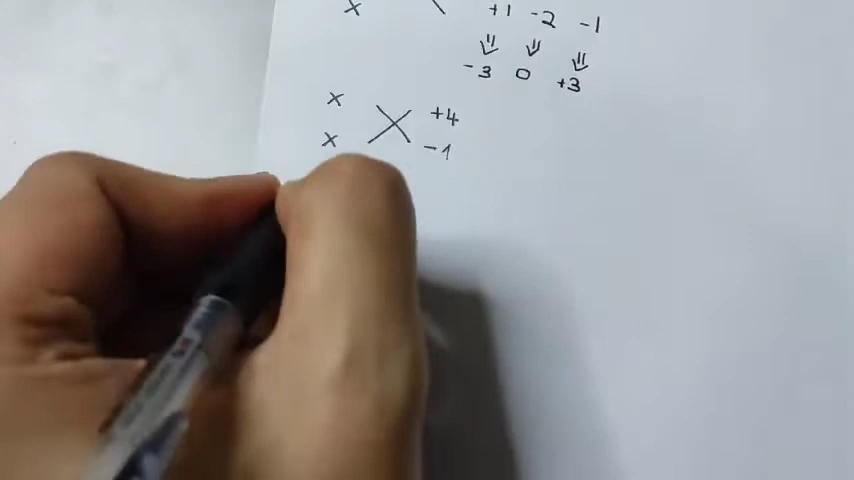 x \ +1 -2 -1
⇓ ⇓ ⇓
-3 0 +3
x +4
x -1